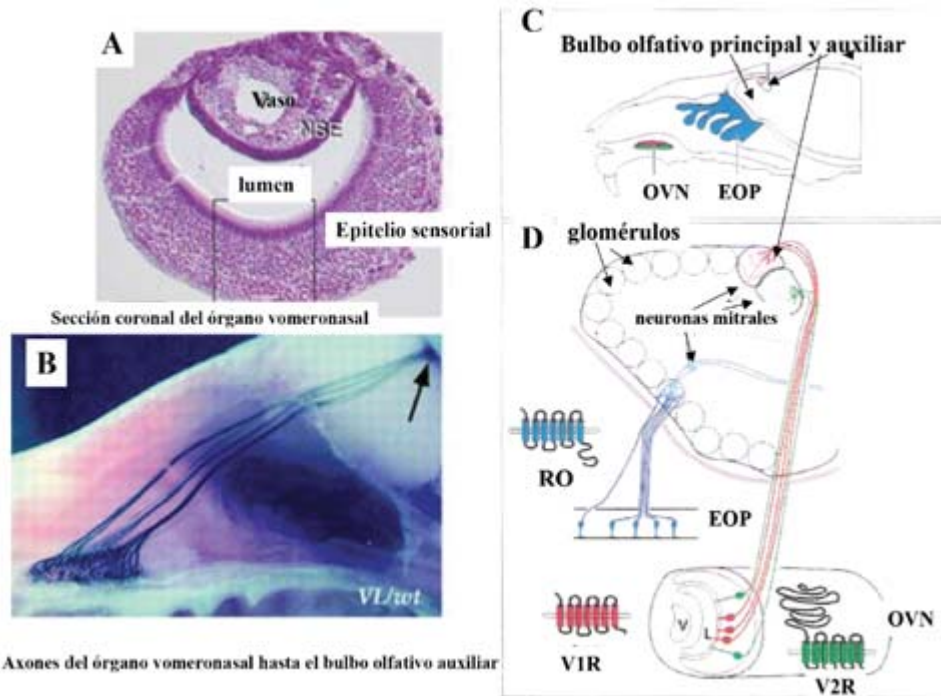 A
Vaso
NSE
lumen
Epitelio sensorial
Sección coronal del órgano vomeronasal
B
VL/wt
Axones del órgano vomeronasal hasta el bulbo olfativo auxiliar
C
Bulbo olfativo principal y auxiliar
OVN
EOP
D
glomérulos
neuronas mitrales
RO
EOP
V1R
V
L
OVN
V2R